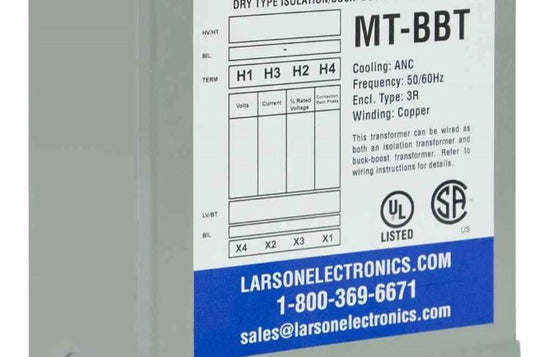 DRY TYPE ISOLATION/BUCK-BOOST
HV/HT
BIL -
TERM H1 H3 H2 H4
Volts Current % Rated Voltage Connection Each Phase
LV/BT
BIL
X4 X2 X3 X1
MT-BBT
Cooling: ANC
Frequency: 50/60Hz
Encl. Type: 3R
Winding: Copper
This transformer can be wired as
both an isolation transformer and
buck-boost transformer. Refer to
wiring instructions for details.
UL SA
LISTED US
LARSONELECTRONICS.COM
1-800-369-6671
sales@larsonelectronics.com